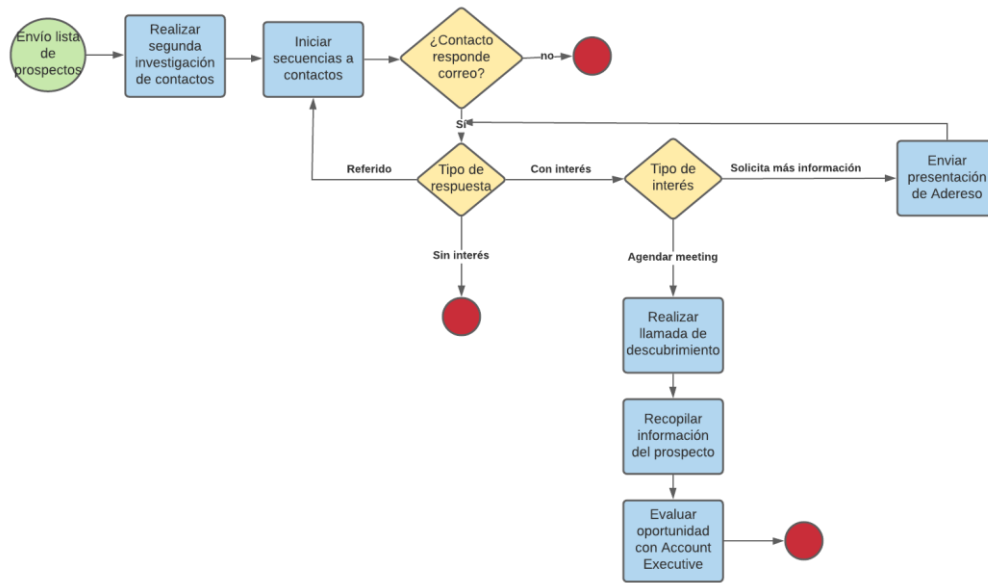 Envío lista
de
prospectos
Realizar
segunda
investigación
de contactos
Iniciar
secuencias a
contactos
¿Contacto
responde
correo?
no
Sí
Referido
Tipo de
respuesta
Con interés
Tipo de
interés
Solicita más información
Enviar
presentación
de Adereso
Sin interés
Agendar meeting
Realizar
llamada de
descubrimiento
Recopilar
información
del prospecto
Evaluar
oportunidad
con Account
Executive